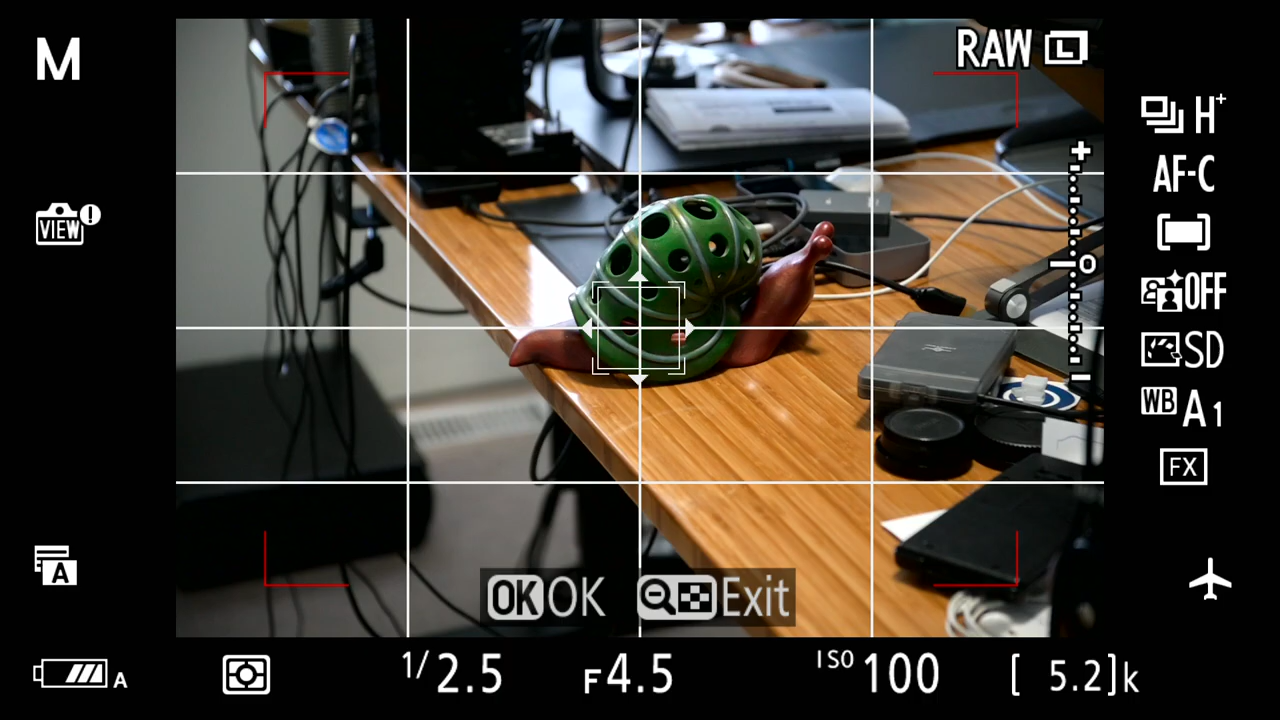 M
RAW L
H+
AF-C
VIEW !
OFF
SD
WB A1
FX
A
OK OK Exit
A 1/2.5 F4.5 ISO 100 [ 5.2]k